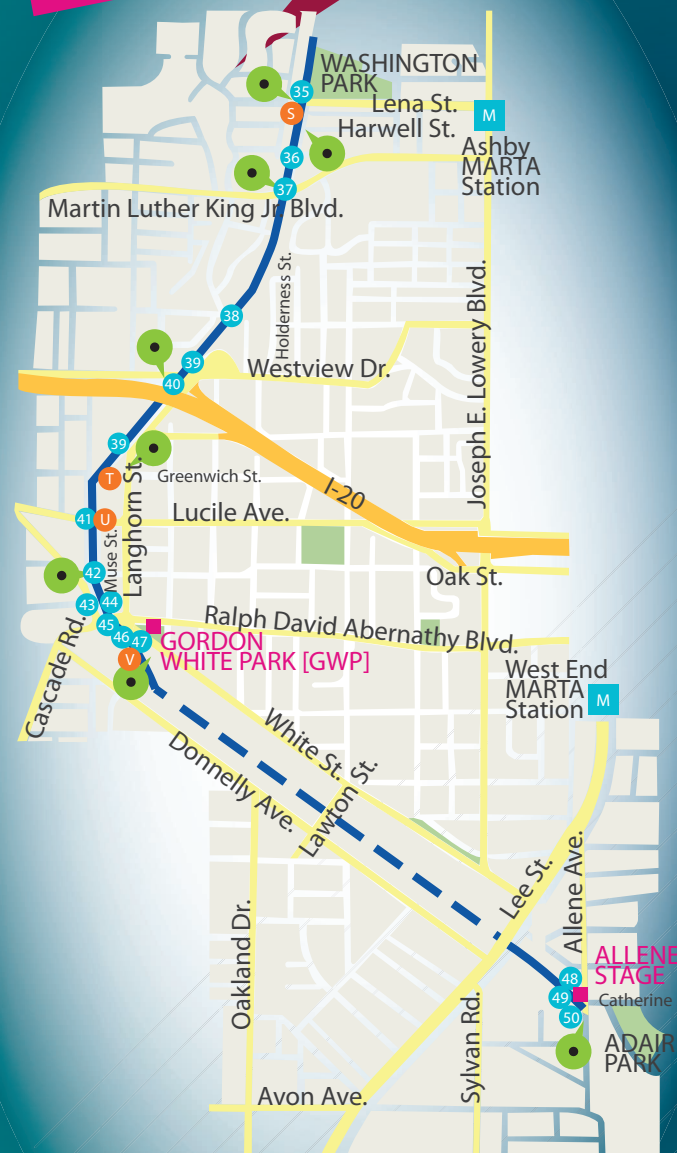 WASHINGTON
PARK
35
Lena St.
S
M
Harwell St.
Ashby
MARTA
Station
36
37
Martin Luther King Jr Blvd.
Holderness St.
Joseph E. Lowery Blvd.
38
39
Westview Dr.
40
39
T
Greenwich St.
Langhorn St.
I-20
41
U
Lucile Ave.
Muse St.
42
Oak St.
43
44
45
46
47
Ralph David Abernathy Blvd.
GORDON
WHITE PARK [GWP]
V
Cascade Rd.
West End
MARTA
Station
M
White St.
Donnelly Ave.
Lawton St.
Lee St.
Allene Ave.
Oakland Dr.
ALLENE
STAGE
48
49
Catherine
50
Sylvan Rd.
ADAIR
PARK
Avon Ave.